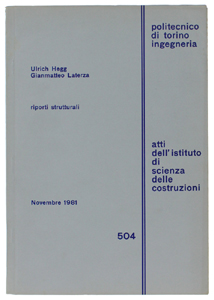 politecnico
di torino
ingegneria
Ulrich Hegg
Gianmatteo Laterza
riporti strutturali
atti
dell'istituto
di
scienza
delle
costruzioni
Novembre 1981
504